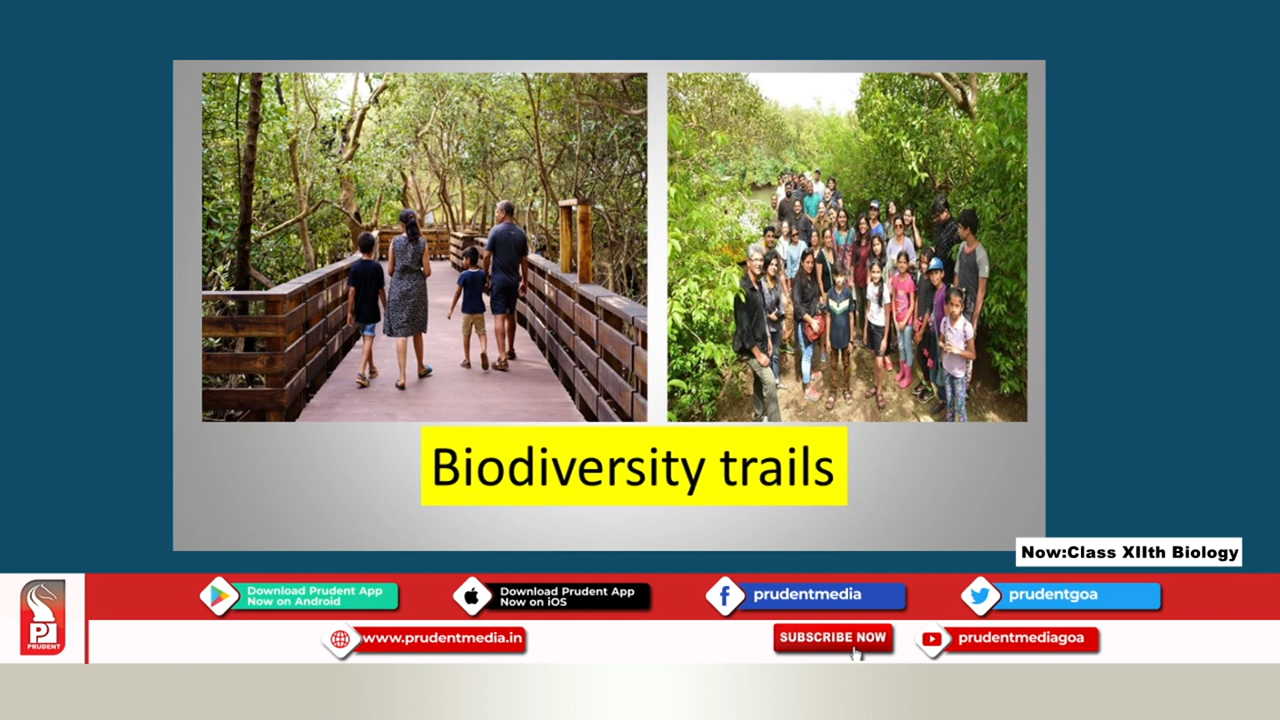 Biodiversity trails
Now:Class XIIth Biology
Download Prudent App
Now on Android
Download Prudent App
Now on iOS
prudentmedia
prudentgoa
PRUDENT
www.prudentmedia.in
SUBSCRIBE NOW
prudentmediagoa